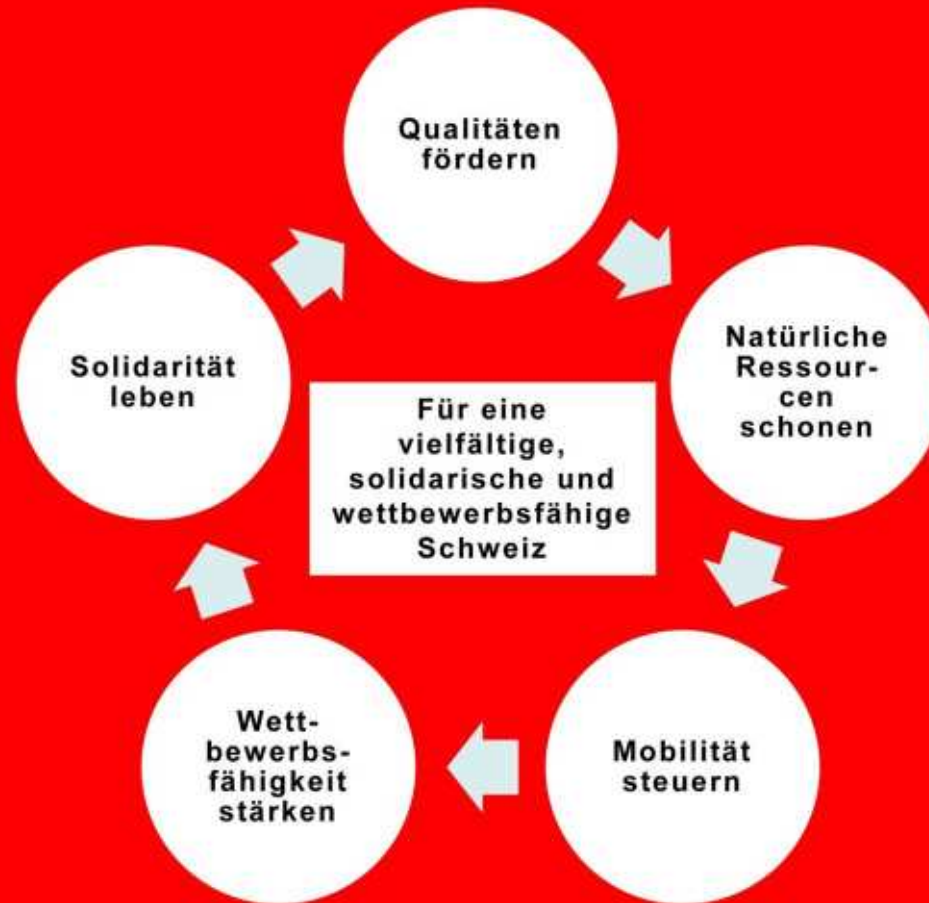 Qualitäten
fördern
Natürliche
Ressour-
cen
schonen
Mobilität
steuern
Wett-
bewerbs-
fähigkeit
stärken
Solidarität
leben
Für eine
vielfältige,
solidarische und
wettbewerbsfähige
Schweiz